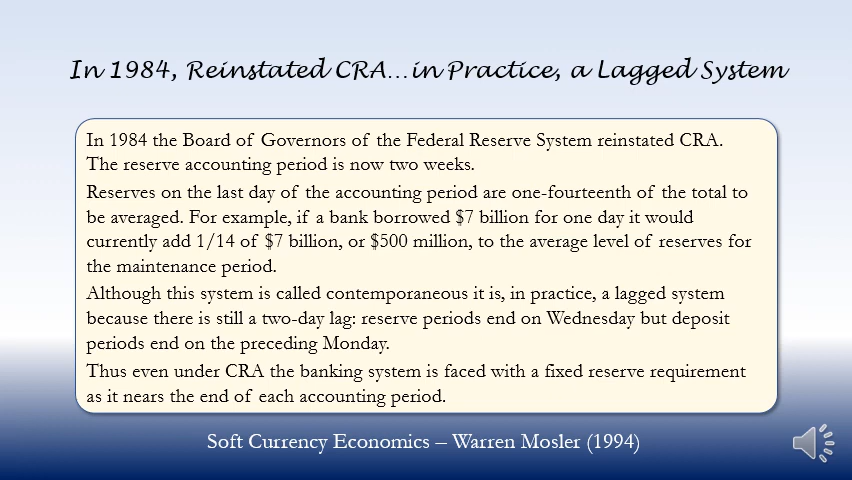 In 1984, Reinstated CRA...in Practice, a Lagged System
In 1984 the Board of Governors of the Federal Reserve System reinstated CRA.
The reserve accounting period is now two weeks.
Reserves on the last day of the accounting period are one-fourteenth of the total to
be averaged. For example, if a bank borrowed $7 billion for one day it would
currently add 1/14 of $7 billion, or $500 million, to the average level of reserves for
the maintenance period.
Although this system is called contemporaneous it is, in practice, a lagged system
because there is still a two-day lag: reserve periods end on Wednesday but deposit
periods end on the preceding Monday.
Thus even under CRA the banking system is faced with a fixed reserve requirement
as it nears the end of each accounting period.
Soft Currency Economics – Warren Mosler (1994)